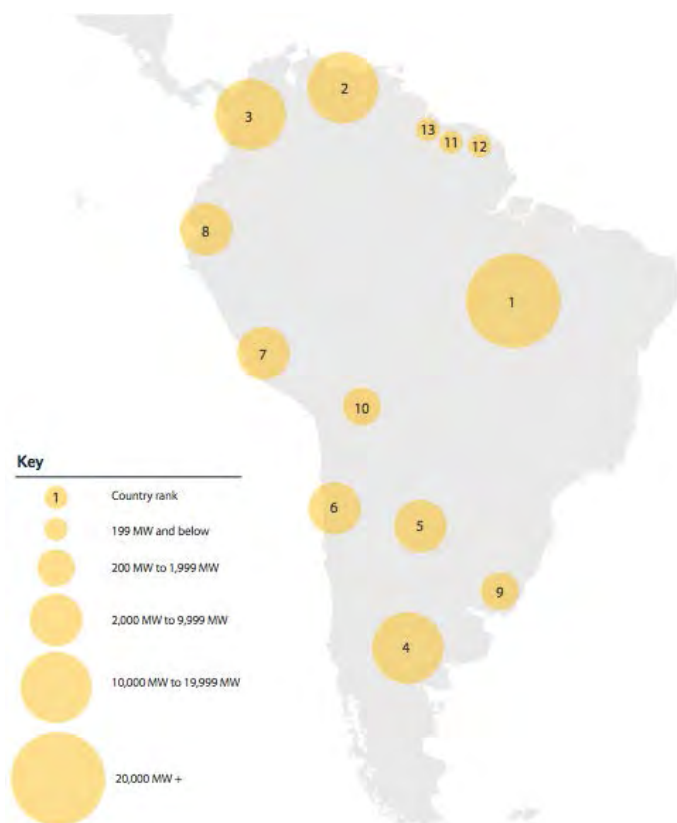 2
3
13
11
12
8
1
7
10
Key
1 Country rank
6
199 MW and below
5
200 MW to 1,999 MW
9
2,000 MW to 9,999 MW
4
10,000 MW to 19,999 MW
20,000 MW +